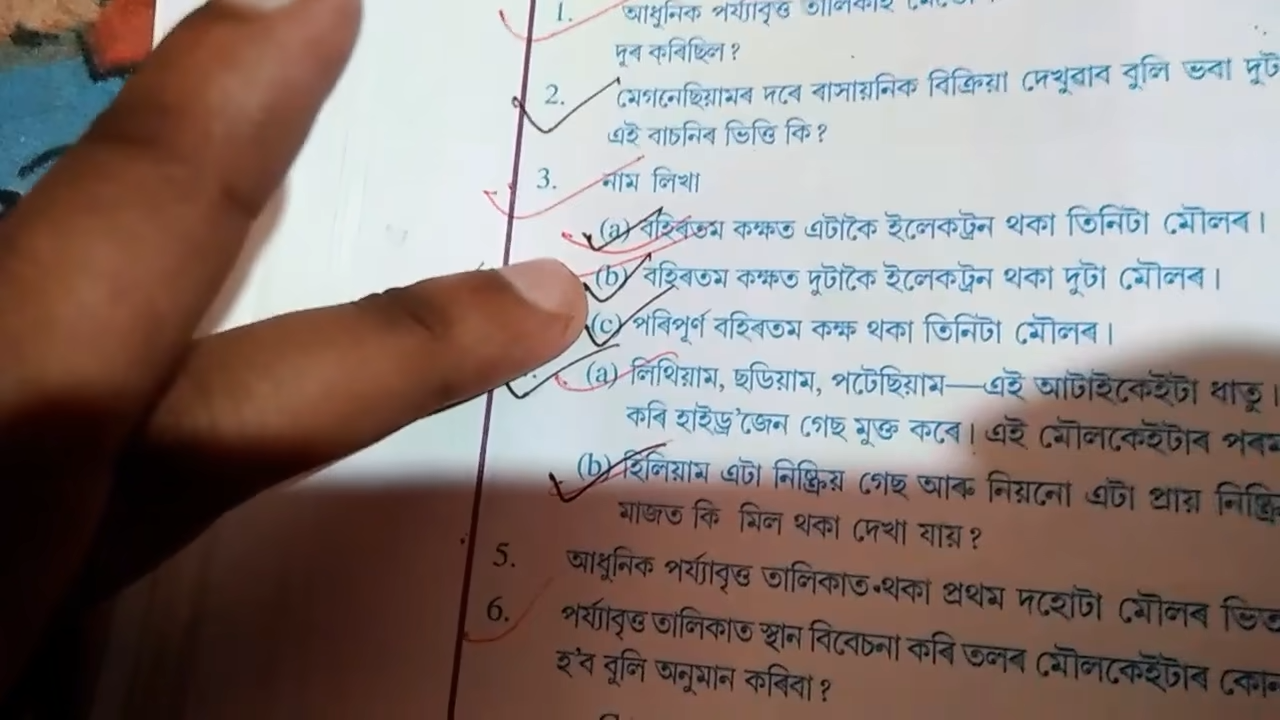 1. আধুনিক পৰ্য্যাবৃত্ত তালিকাই
দূৰ কৰিছিল?
2. মেগনেছিয়ামৰ দৰে ৰাসায়নিক বিক্ৰিয়া দেখুৱাব বুলি ভবা দুট
এই বাচনিৰ ভিত্তি কি?
3. নাম লিখা
(a) বহিৰতম কক্ষত এটাকৈ ইলেকট্ৰন থকা তিনিটা মৌলৰ।
(b) বহিৰতম কক্ষত দুটাকৈ ইলেকট্ৰন থকা দুটা মৌলৰ।
(c) পৰিপূৰ্ণ বহিৰতম কক্ষ থকা তিনিটা মৌলৰ।
(a) লিথিয়াম, ছডিয়াম, পটেছিয়াম—এই আটাইকেইটা ধাতু।
কৰি হাইড্ৰ'জেন গেছ মুক্ত কৰে। এই মৌলকেইটাৰ পৰম
(b) হিলিয়াম এটা নিষ্ক্ৰিয় গেছ আৰু নিয়নো এটা প্ৰায় নিষ্ক্ৰি
মাজত কি মিল থকা দেখা যায়?
5. আধুনিক পৰ্য্যাবৃত্ত তালিকাত থকা প্ৰথম দহোটা মৌলৰ ভিত
6. পৰ্য্যাবৃত্ত তালিকাত স্থান বিবেচনা কৰি তলৰ মৌলকেইটাৰ কোন
হ'ব বুলি অনুমান কৰিবা?